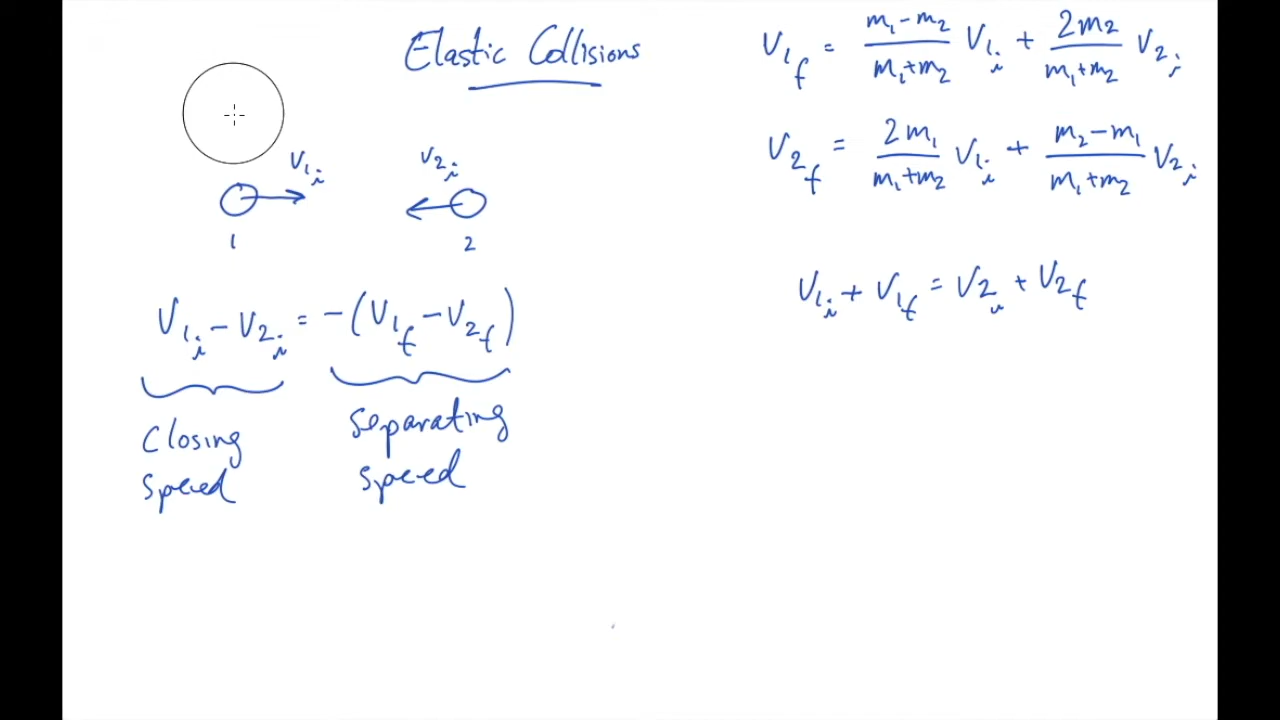 Elastic Collisions
V1i V2i
1 2
V1i - V2i = -(V1f - V2f)
Closing speed
Separating speed
V1f = (m1-m2)/(m1+m2) V1i + 2m2/(m1+m2) V2i
V2f = 2m1/(m1+m2) V1i + (m2-m1)/(m1+m2) V2i
V1i + V1f = V2i + V2f